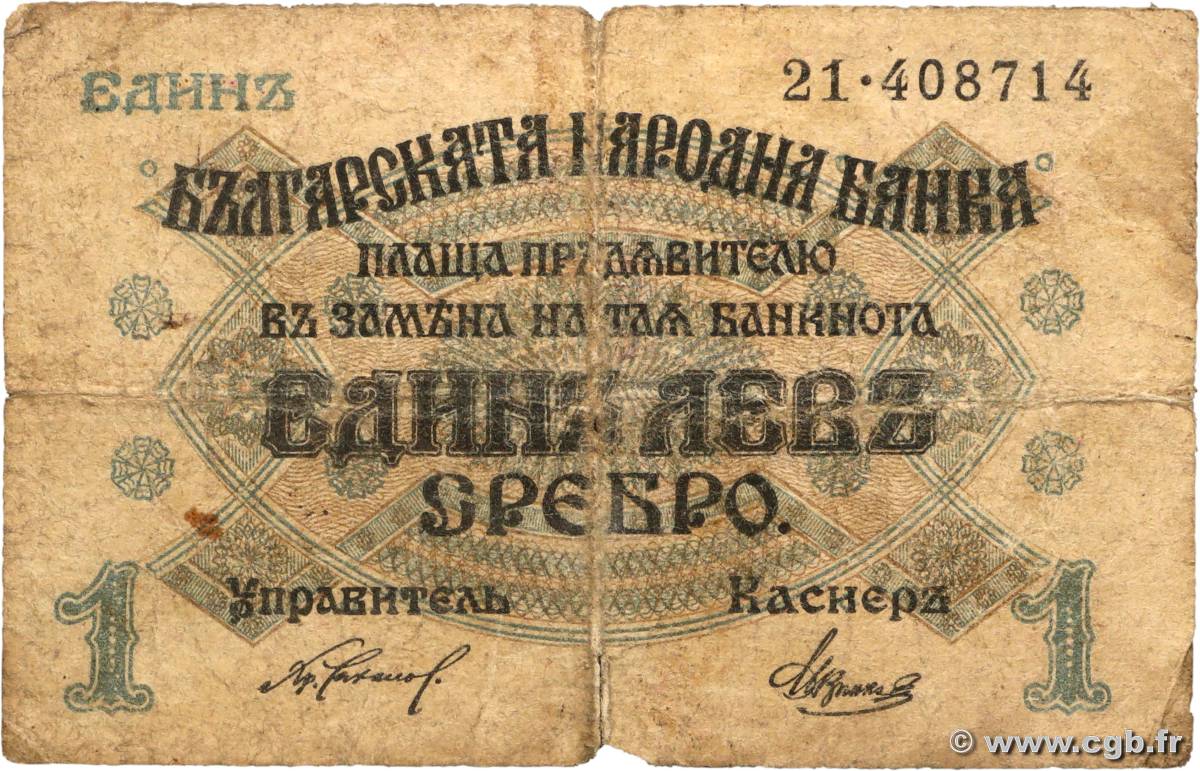 ЕДИНЪ
21·408714
БЪЛГАРСКАТА НАРОДНА БАНКА
ПЛАЩА ПРѢДѬВИТЕЛЮ
ВЪ ЗАМѢНА НА ТАЯ БАНКНОТА
ЕДИНЪ ЛЕВЪ
СРЕБРО.
УПРАВИТЕЛЬ КАСИЕРЪ
1 1
© www.cgb.fr